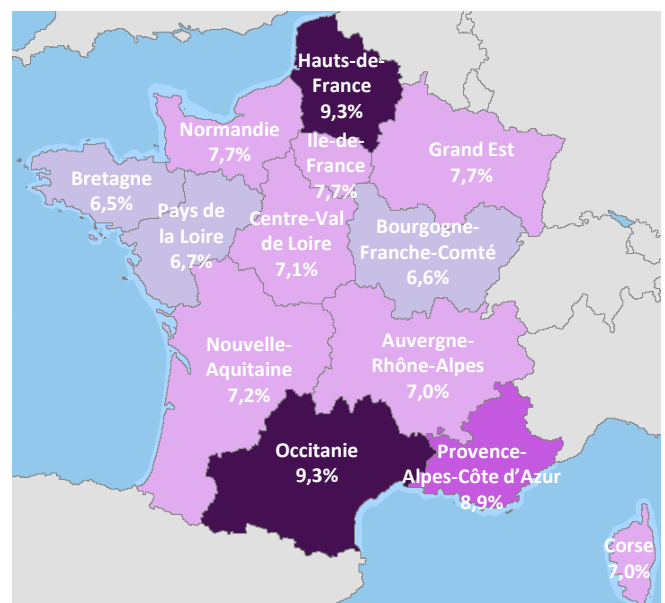 Hauts-de-
France
9,3%
Normandie
7,7%
Ile-de-
France
7,7%
Grand Est
7,7%
Bretagne
6,5%
Pays de
la Loire
6,7%
Centre-Val
de Loire
7,1%
Bourgogne-
Franche-Comté
6,6%
Nouvelle-
Aquitaine
7,2%
Auvergne-
Rhône-Alpes
7,0%
Occitanie
9,3%
Provence-
Alpes-Côte d’Azur
8,9%
Corse
7,0%